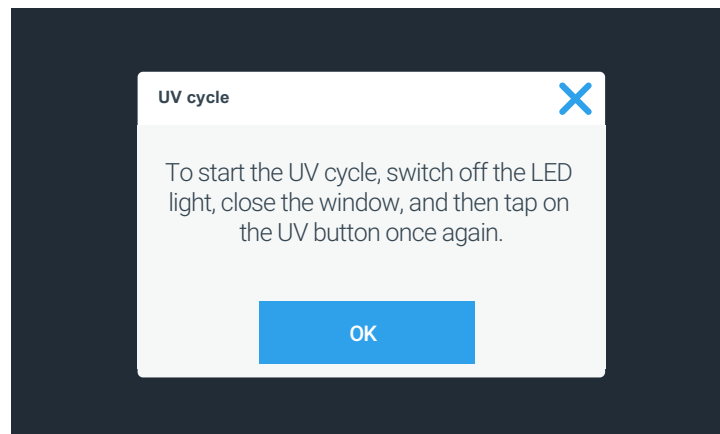 UV cycle
To start the UV cycle, switch off the LED
light, close the window, and then tap on
the UV button once again.
OK